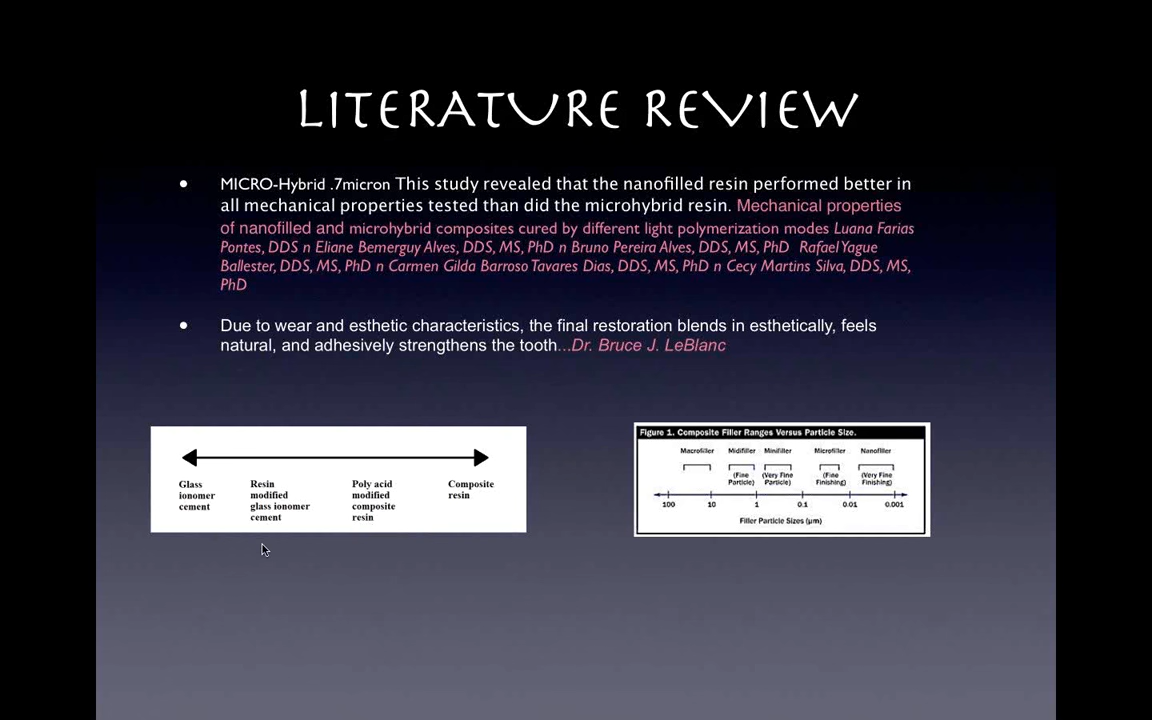 LITERATURE REVIEW
• MICRO-Hybrid .7micron This study revealed that the nanofilled resin performed better in
all mechanical properties tested than did the microhybrid resin. Mechanical properties
of nanofilled and microhybrid composites cured by different light polymerization modes Luana Farias
Pontes, DDS n Eliane Bemerguy Alves, DDS, MS, PhD n Bruno Pereira Alves, DDS, MS, PhD Rafael Yague
Ballester, DDS, MS, PhD n Carmen Gilda Barroso Tavares Dias, DDS, MS, PhD n Cecy Martins Silva, DDS, MS,
PhD
• Due to wear and esthetic characteristics, the final restoration blends in esthetically, feels
natural, and adhesively strengthens the tooth...Dr. Bruce J. LeBlanc
Glass
ionomer
cement
Resin
modified
glass ionomer
cement
Poly acid
modified
composite
resin
Composite
resin
Figure 1. Composite Filler Ranges Versus Particle Size.
Macrofiller Midifiller Minifiller Microfiller Nanofiller
(Fine
Particle)
(Very Fine
Particle)
(Fine
Finishing)
(Very Fine
Finishing)
100 10 1 0.1 0.01 0.001
Filler Particle Sizes (µm)